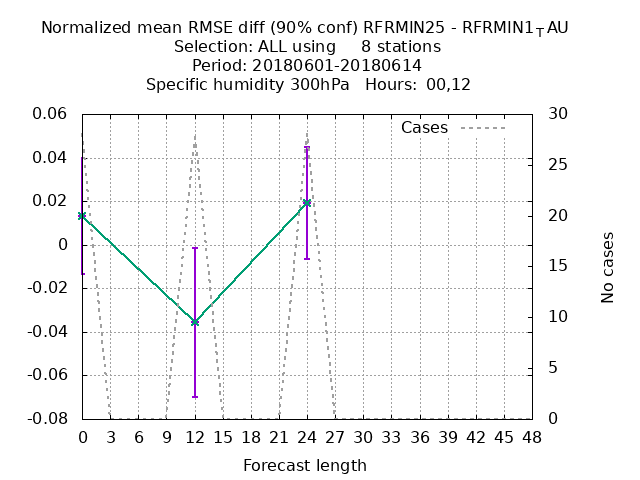 Normalized mean RMSE diff (90% conf) RFRMIN25 - RFRMIN1TAU
Selection: ALL using 8 stations
Period: 20180601-20180614
Specific humidity 300hPa Hours: 00,12
Cases
0.06
0.04
0.02
0
-0.02
-0.04
-0.06
-0.08
30
25
20
15
10
5
0
No cases
0 3 6 9 12 15 18 21 24 27 30 33 36 39 42 45 48
Forecast length